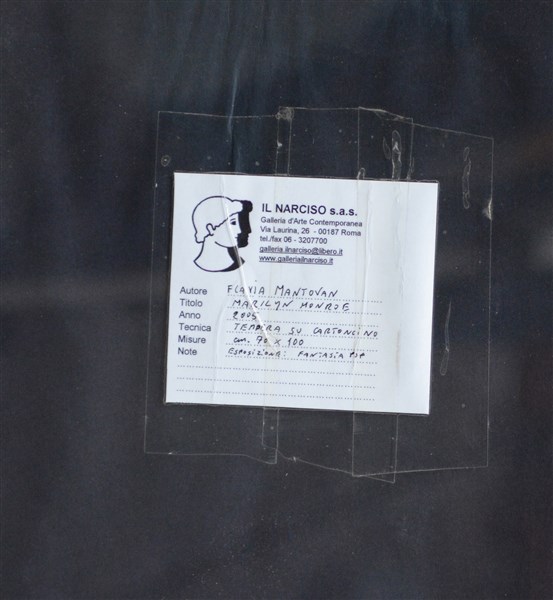 IL NARCISO s.a.s.
Galleria d'Arte Contemporanea
Via Laurina, 26 - 00187 Roma
tel./fax 06 - 3207700
galleria.ilnarciso@libero.it
www.galleriailnarciso.it
Autore FLAVIA MANTOVAN
Titolo MARILYN MONROE
Anno 2005
Tecnica TEMPERA SU CARTONCINO
Misure cm. 70 x 100
Note ESPOSIZIONE: FANTASIA POP